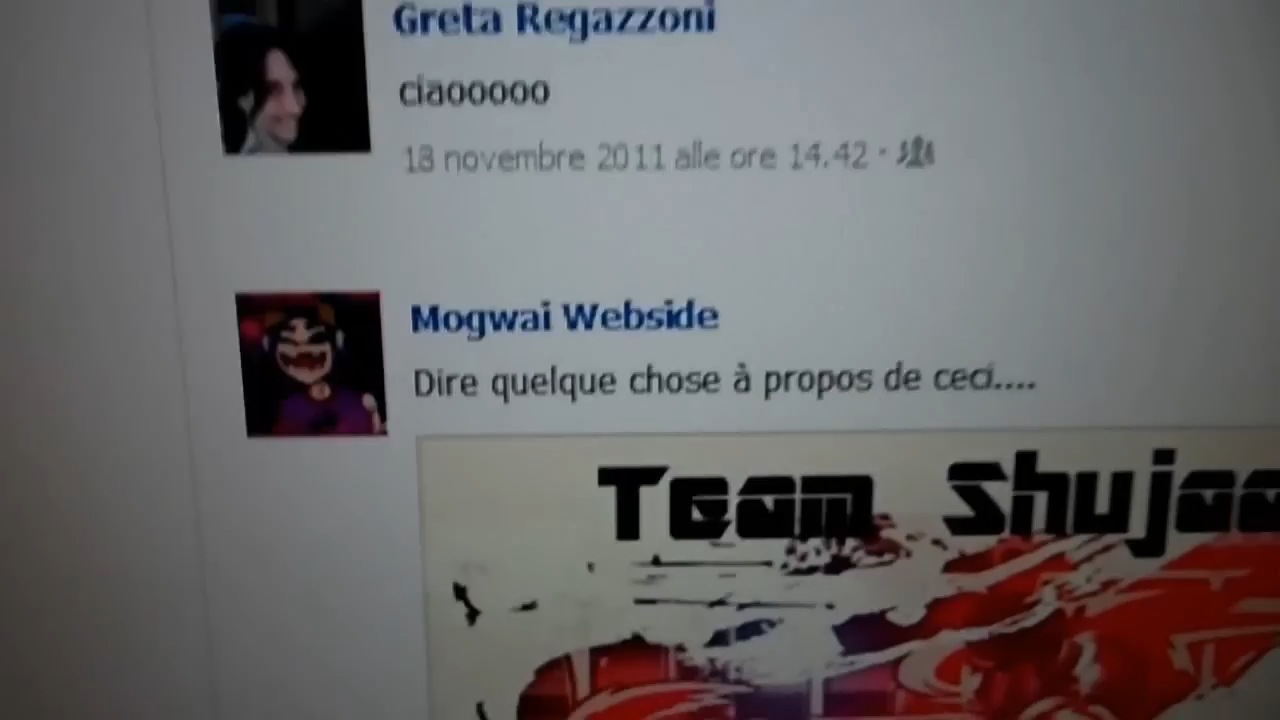 Greta Regazzoni
ciaooooo
18 novembre 2011 alle ore 14.42 ·
Mogwai Webside
Dire quelque chose à propos de ceci....
Team Shujaa